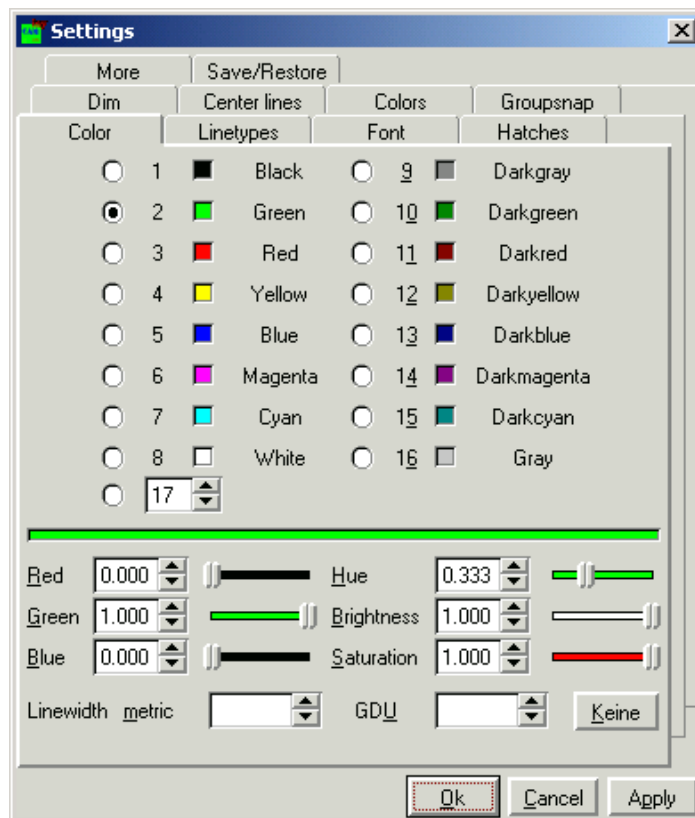 Settings
More Save/Restore
Dim Center lines Colors Groupsnap
Color Linetypes Font Hatches
1 Black 9 Darkgray
2 Green 10 Darkgreen
3 Red 11 Darkred
4 Yellow 12 Darkyellow
5 Blue 13 Darkblue
6 Magenta 14 Darkmagenta
7 Cyan 15 Darkcyan
8 White 16 Gray
17
Red 0.000 Hue 0.333
Green 1.000 Brightness 1.000
Blue 0.000 Saturation 1.000
Linewidth metric GDU Keine
Ok Cancel Apply